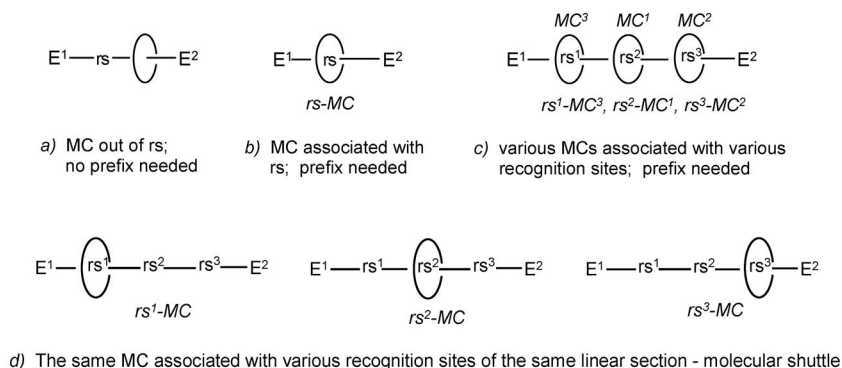 MC³ MC¹ MC²
E¹ rs E² E¹ rs E² E¹ rs¹ rs² rs³ E²
rs-MC rs¹-MC³, rs²-MC¹, rs³-MC²
a) MC out of rs;
no prefix needed
b) MC associated with
rs; prefix needed
c) various MCs associated with various
recognition sites; prefix needed
E¹ rs¹ rs² rs³ E² E¹ rs¹ rs² rs³ E² E¹ rs¹ rs² rs³ E²
rs¹-MC rs²-MC rs³-MC
d) The same MC associated with various recognition sites of the same linear section - molecular shuttle